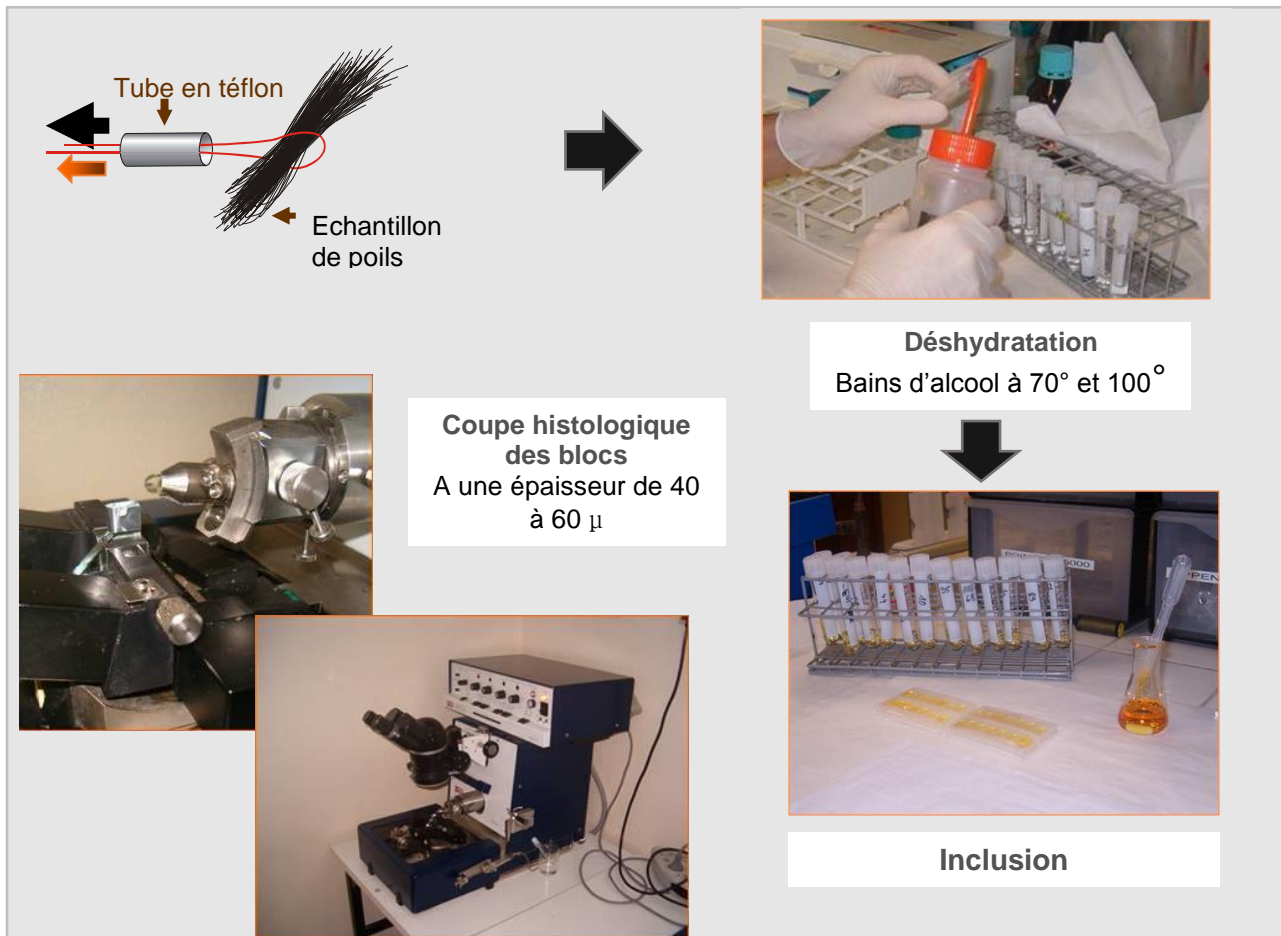 Tube en téflon
Echantillon
de poils
Déshydratation
Bains d'alcool à 70° et 100°
Coupe histologique
des blocs
A une épaisseur de 40
à 60 µ
Inclusion